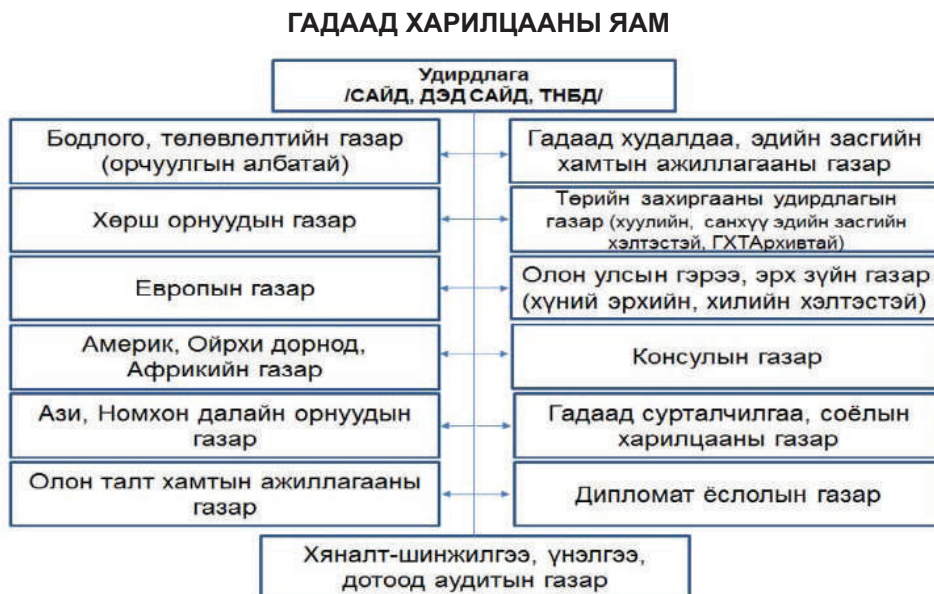 ГАДААД ХАРИЛЦААНЫ ЯАМ
Удирдлага
/САЙД, ДЭД САЙД, ТНБД/
Бодлого, төлөвлөлтийн газар
(орчуулгын албатай)
Гадаад худалдаа, эдийн засгийн
хамтын ажиллагааны газар
Хөрш орнуудын газар
Төрийн захиргааны удирдлагын
газар (хуулийн, санхүү эдийн засгийн
хэлтэстэй, ГХТАрхивтай)
Европын газар
Олон улсын гэрээ, эрх зүйн газар
(хүний эрхийн, хилийн хэлтэстэй)
Америк, Ойрхи дорнод,
Африкийн газар
Консулын газар
Ази, Номхон далайн орнуудын
газар
Гадаад сурталчилгаа, соёлын
харилцааны газар
Олон талт хамтын ажиллагааны
газар
Дипломат ёслолын газар
Хяналт-шинжилгээ, үнэлгээ,
дотоод аудитын газар